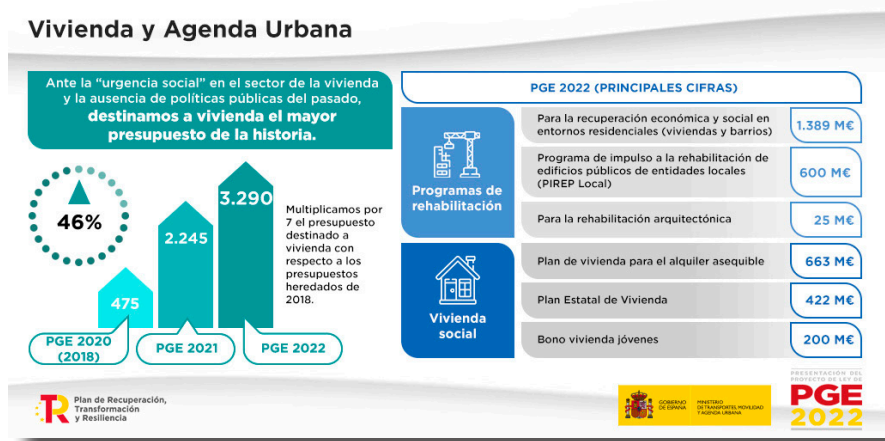 Vivienda y Agenda Urbana
Ante la “urgencia social” en el sector de la vivienda
y la ausencia de políticas públicas del pasado,
destinamos a vivienda el mayor
presupuesto de la historia.
46%
475
2.245
3.290
PGE 2020
(2018)
PGE 2021
PGE 2022
Multiplicamos por
7 el presupuesto
destinado a
vivienda con
respecto a los
presupuestos
heredados de
2018.
PGE 2022 (PRINCIPALES CIFRAS)
Programas de
rehabilitación
Para la recuperación económica y social en
entornos residenciales (viviendas y barrios)
1.389 M€
Programa de impulso a la rehabilitación de
edificios públicos de entidades locales
(PIREP Local)
600 M€
Para la rehabilitación arquitectónica
25 M€
Vivienda
social
Plan de vivienda para el alquiler asequible
663 M€
Plan Estatal de Vivienda
422 M€
Bono vivienda jóvenes
200 M€
TR
Plan de Recuperación,
Transformación
y Resiliencia
GOBIERNO
DE ESPAÑA
MINISTERIO
DE TRANSPORTES, MOVILIDAD
Y AGENDA URBANA
PRESENTACIÓN DEL
PROYECTO DE LEY DE
PGE
2022